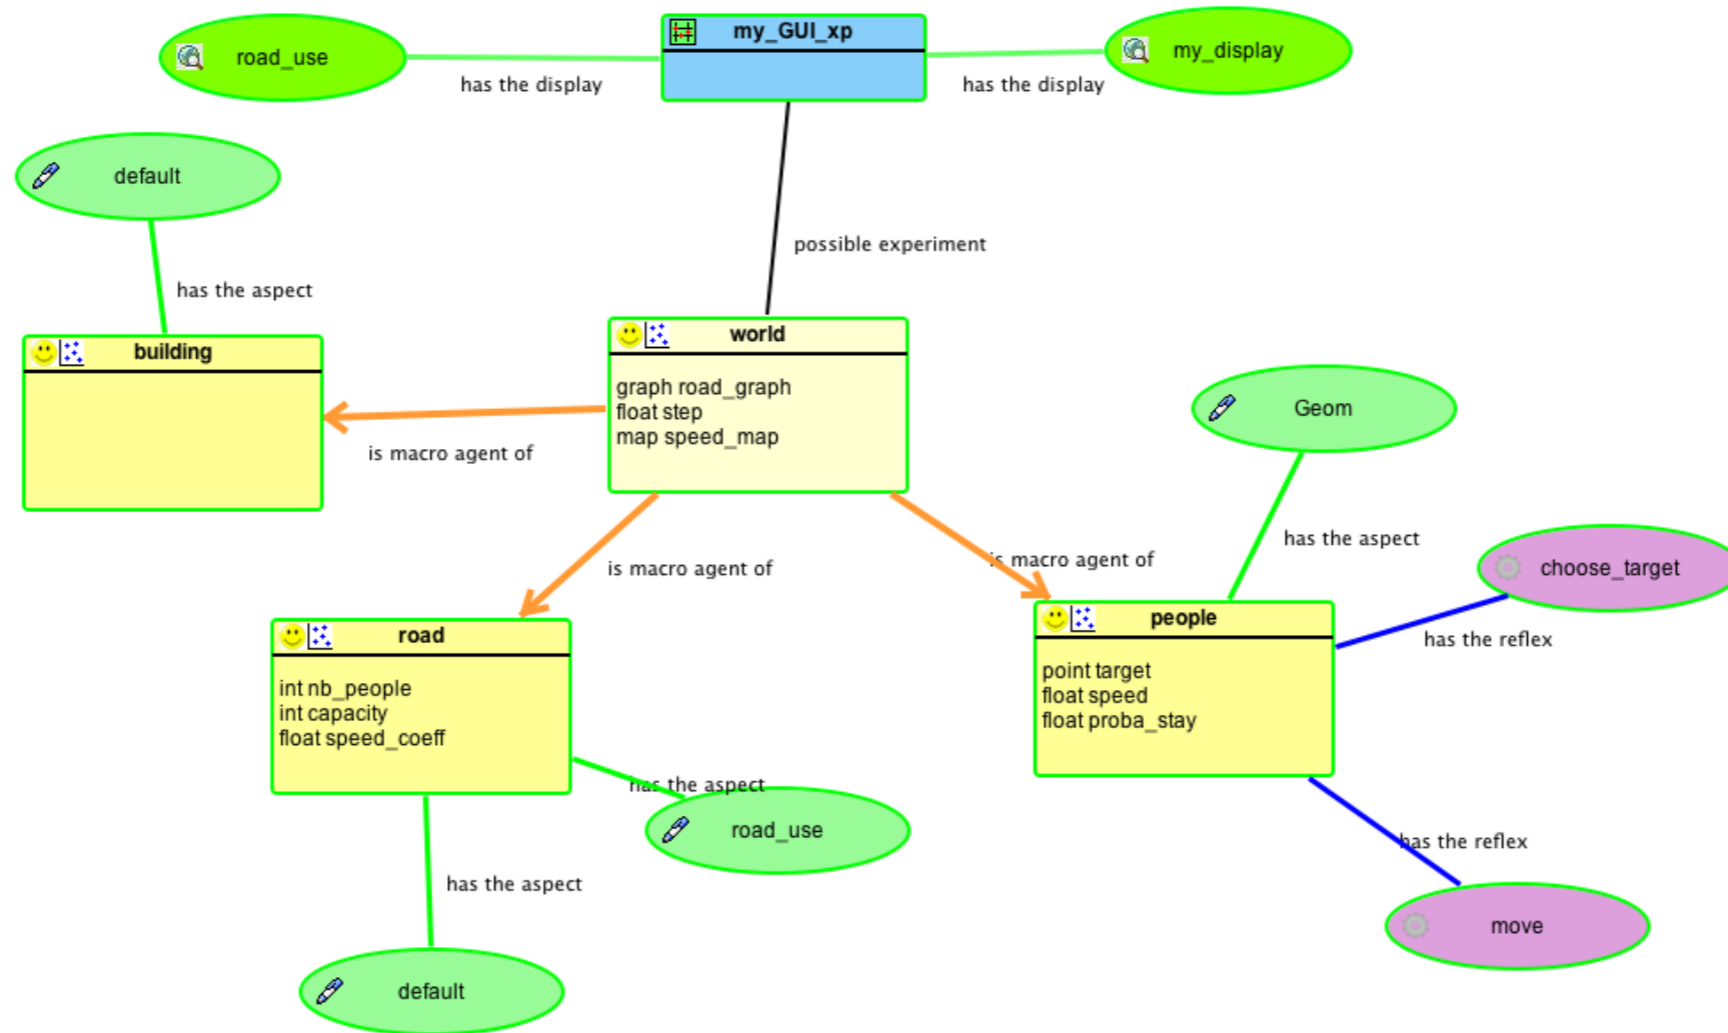 my_GUI_xp
road_use
my_display
has the display
has the display
default
possible experiment
has the aspect
world
building
graph road_graph
float step
map speed_map
Geom
is macro agent of
has the aspect
is macro agent of
is macro agent of
choose_target
people
road
has the reflex
point target
float speed
float proba_stay
int nb_people
int capacity
float speed_coeff
has the aspect
road_use
has the reflex
has the aspect
move
default